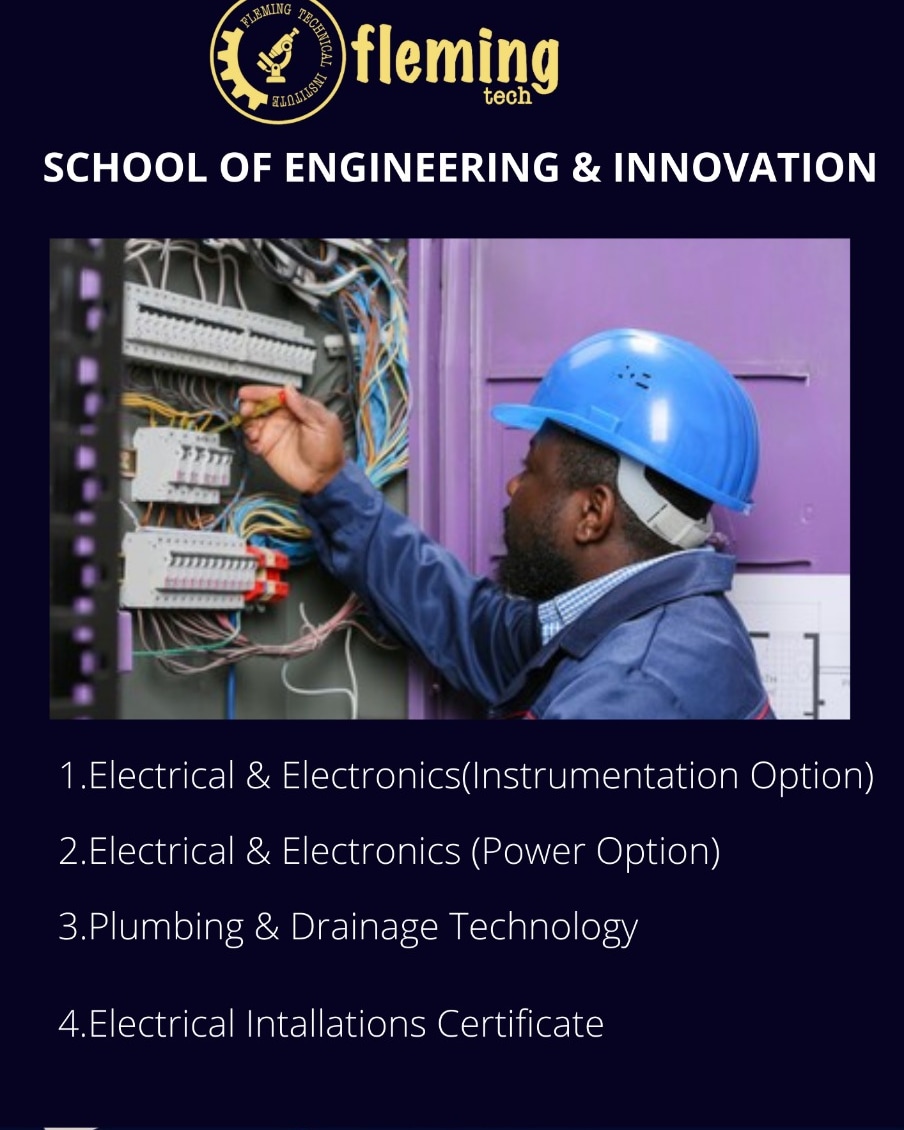 FLEMING TECHNICAL INSTITUTE
fleming
tech
SCHOOL OF ENGINEERING & INNOVATION
1.Electrical & Electronics(Instrumentation Option)
2.Electrical & Electronics (Power Option)
3.Plumbing & Drainage Technology
4.Electrical Intallations Certificate